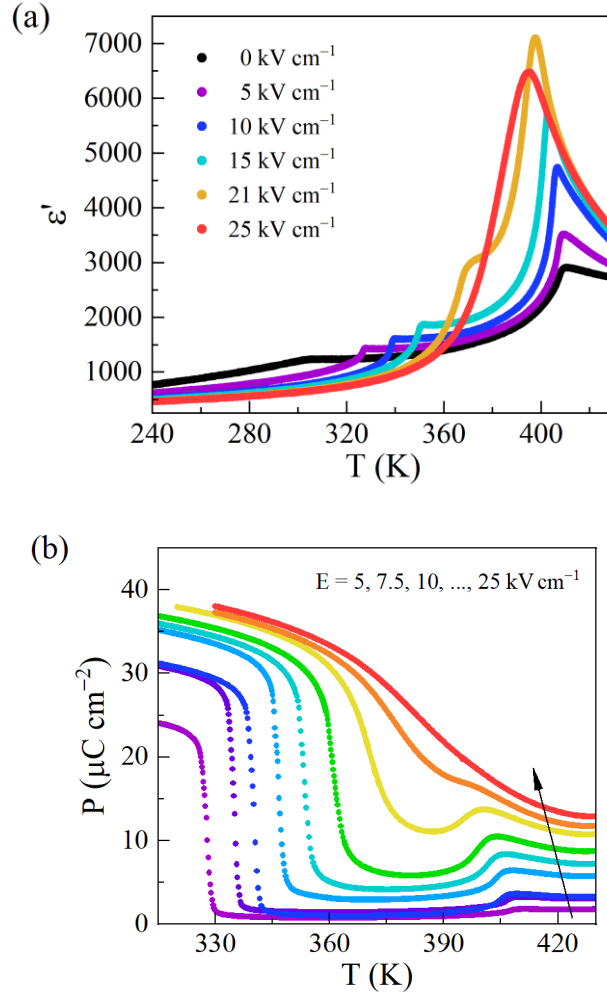 (a)
ε'
7000
6000
5000
4000
3000
2000
1000
0 kV cm⁻¹
5 kV cm⁻¹
10 kV cm⁻¹
15 kV cm⁻¹
21 kV cm⁻¹
25 kV cm⁻¹
240 280 320 360 400
T (K)
(b)
E = 5, 7.5, 10, ..., 25 kV cm⁻¹
P (μC cm⁻²)
40
30
20
10
0
330 360 390 420
T (K)